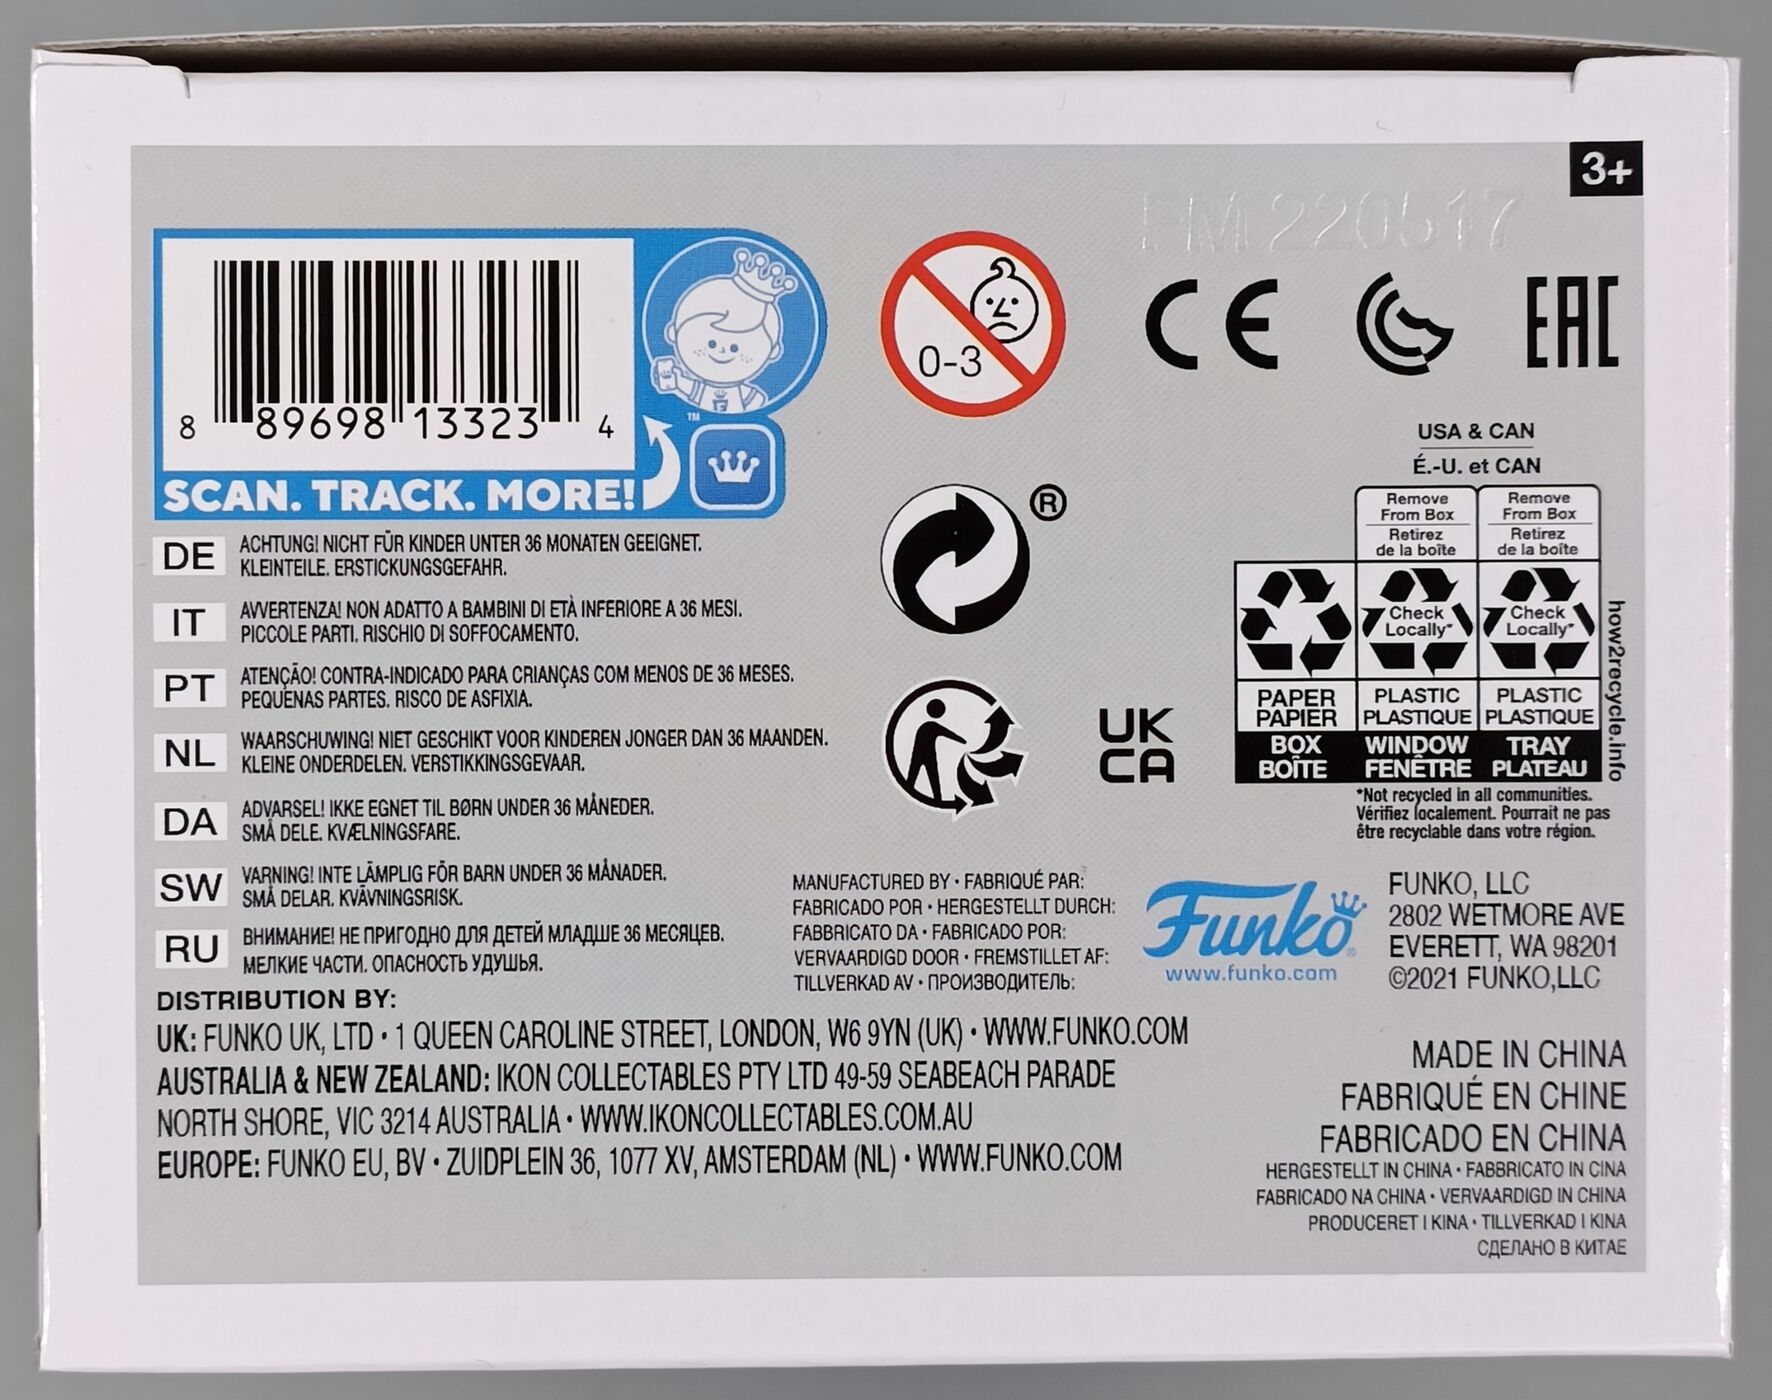 3+
FM 220517
8 89698 13323 4
TM
SCAN. TRACK. MORE!
0-3
CE
EAC
®
UK
CA
DE ACHTUNG! NICHT FÜR KINDER UNTER 36 MONATEN GEEIGNET.
KLEINTEILE. ERSTICKUNGSGEFAHR.
IT AVVERTENZA! NON ADATTO A BAMBINI DI ETÀ INFERIORE A 36 MESI.
PICCOLE PARTI. RISCHIO DI SOFFOCAMENTO.
PT ATENÇÃO! CONTRA-INDICADO PARA CRIANÇAS COM MENOS DE 36 MESES.
PEQUENAS PARTES. RISCO DE ASFIXIA.
NL WAARSCHUWING! NIET GESCHIKT VOOR KINDEREN JONGER DAN 36 MAANDEN.
KLEINE ONDERDELEN. VERSTIKKINGSGEVAAR.
DA ADVARSEL! IKKE EGNET TIL BØRN UNDER 36 MÅNEDER.
SMÅ DELE. KVÆLNINGSFARE.
SW VARNING! INTE LÄMPLIG FÖR BARN UNDER 36 MÅNADER.
SMÅ DELAR. KVÄVNINGSRISK.
RU ВНИМАНИЕ! НЕ ПРИГОДНО ДЛЯ ДЕТЕЙ МЛАДШЕ 36 МЕСЯЦЕВ.
МЕЛКИЕ ЧАСТИ. ОПАСНОСТЬ УДУШЬЯ.
USA & CAN
É.-U. et CAN
Remove From Box Remove From Box
Retirez de la boîte Retirez de la boîte
Check Locally* Check Locally*
PAPER PLASTIC PLASTIC
PAPIER PLASTIQUE PLASTIQUE
BOX WINDOW TRAY
BOÎTE FENÊTRE PLATEAU
how2recycle.info
*Not recycled in all communities.
Vérifiez localement. Pourrait ne pas
être recyclable dans votre région.
MANUFACTURED BY • FABRIQUÉ PAR:
FABRICADO POR • HERGESTELLT DURCH:
FABBRICATO DA • FABRICADO POR:
VERVAARDIGD DOOR • FREMSTILLET AF:
TILLVERKAD AV • ПРОИЗВОДИТЕЛЬ:
Funko®
www.funko.com
FUNKO, LLC
2802 WETMORE AVE
EVERETT, WA 98201
©2021 FUNKO,LLC
DISTRIBUTION BY:
UK: FUNKO UK, LTD • 1 QUEEN CAROLINE STREET, LONDON, W6 9YN (UK) • WWW.FUNKO.COM
AUSTRALIA & NEW ZEALAND: IKON COLLECTABLES PTY LTD 49-59 SEABEACH PARADE
NORTH SHORE, VIC 3214 AUSTRALIA • WWW.IKONCOLLECTABLES.COM.AU
EUROPE: FUNKO EU, BV • ZUIDPLEIN 36, 1077 XV, AMSTERDAM (NL) • WWW.FUNKO.COM
MADE IN CHINA
FABRIQUÉ EN CHINE
FABRICADO EN CHINA
HERGESTELLT IN CHINA • FABBRICATO IN CINA
FABRICADO NA CHINA • VERVAARDIGD IN CHINA
PRODUCERET I KINA • TILLVERKAD I KINA
СДЕЛАНО В КИТАЕ